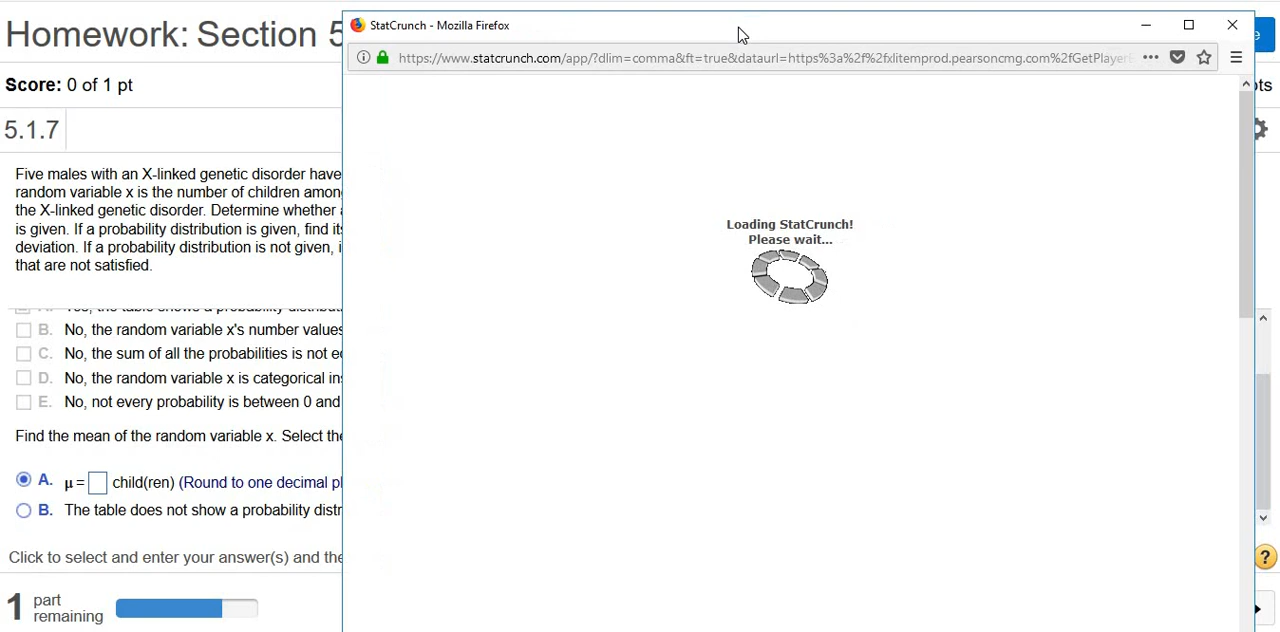 Homework: Section 5
Score: 0 of 1 pt
5.1.7
Five males with an X-linked genetic disorder have
random variable x is the number of children among
the X-linked genetic disorder. Determine whether
is given. If a probability distribution is given, find its
deviation. If a probability distribution is not given,
that are not satisfied.
B. No, the random variable x's number values
C. No, the sum of all the probabilities is not
D. No, the random variable x is categorical
E. No, not every probability is between 0 and
Find the mean of the random variable x. Select the
A. μ = child(ren) (Round to one decimal
B. The table does not show a probability distr
Click to select and enter your answer(s) and the
1 part
remaining
StatCrunch - Mozilla Firefox
https://www.statcrunch.com/app/?dlim=comma&ft=true&dataurl=https%3a%2f%2fxlitemprod.pearsoncmg.com%2fGetPlayer
Loading StatCrunch!
Please wait...
?